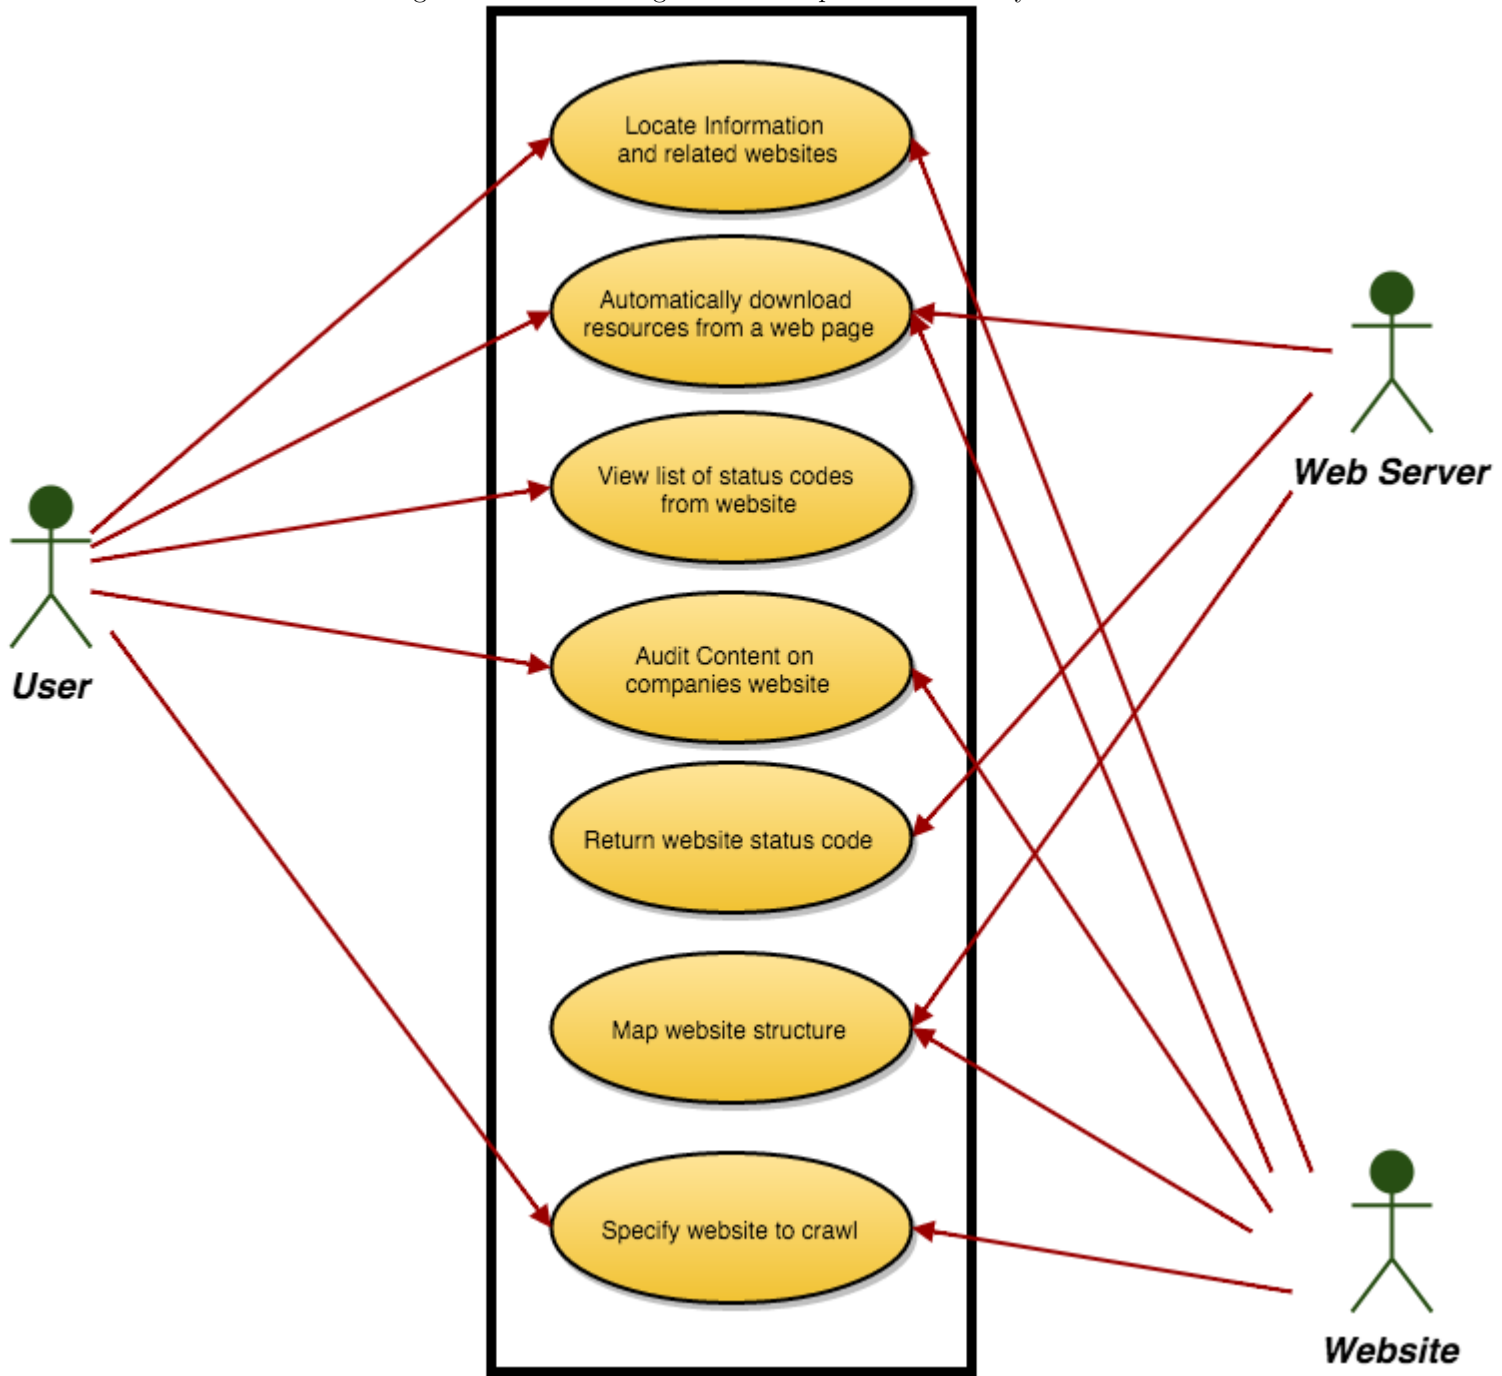 Locate Information
and related websites
Automatically download
resources from a web page
View list of status codes
from website
Web Server
User
Audit Content on
companies website
Return website status code
Map website structure
Specify website to crawl
Website